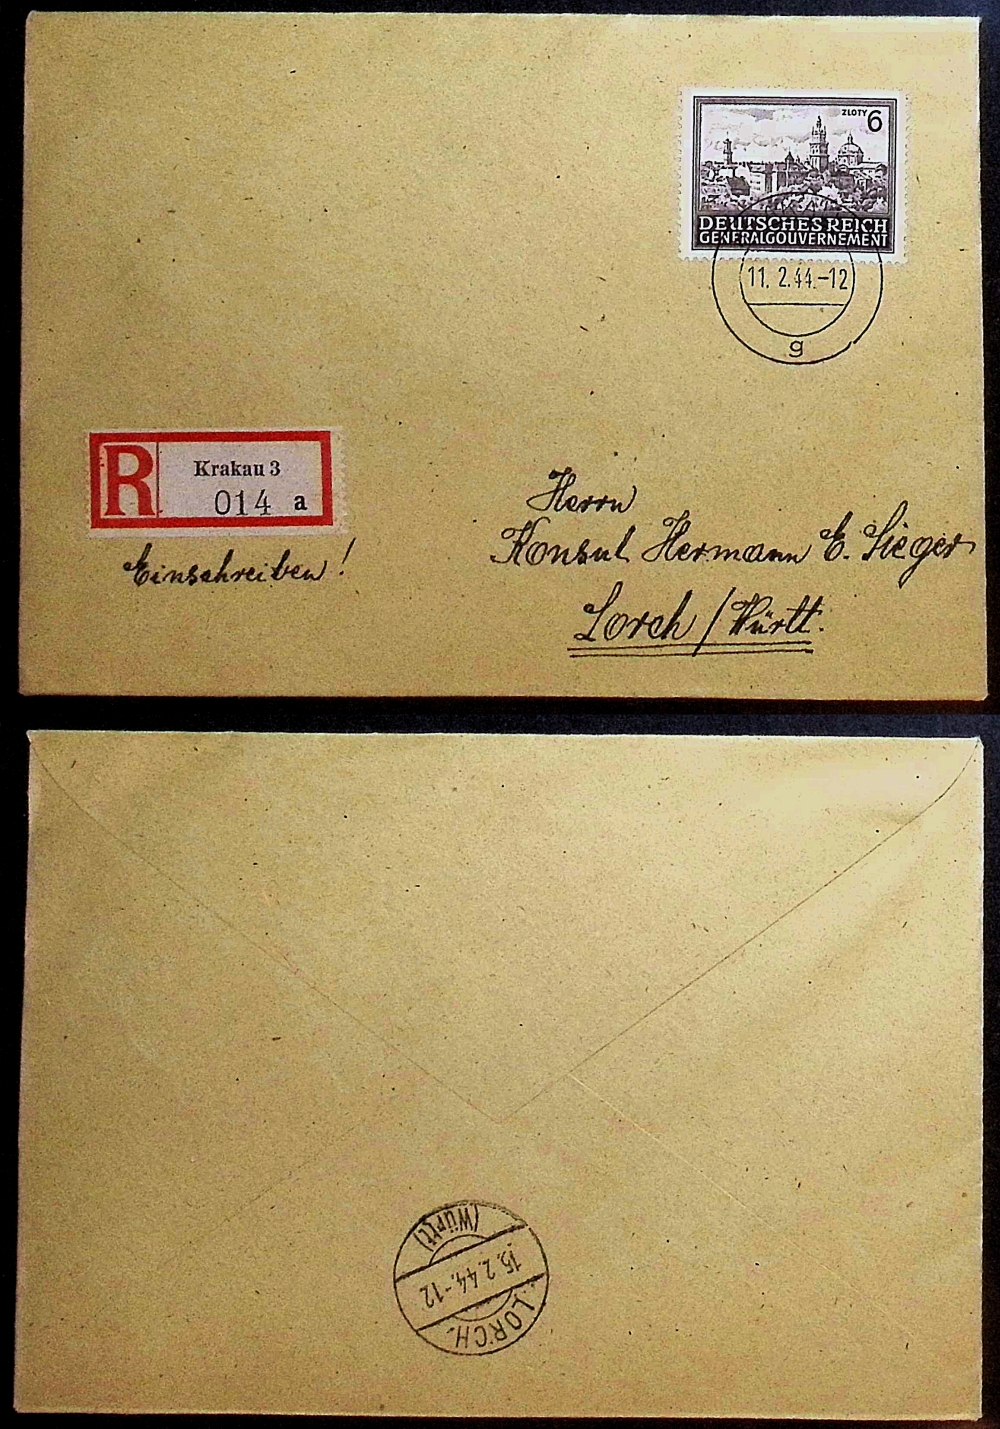 ZŁOTY 6
DEUTSCHES REICH
GENERALGOUVERNEMENT
11. 2.44.-12
g
R
Krakau 3
014 a
Einschreiben!
Herrn
Konsul Hermann E. Sieger
Lorch / Württ.
LORCH
15.2.44.-12
(Württ)